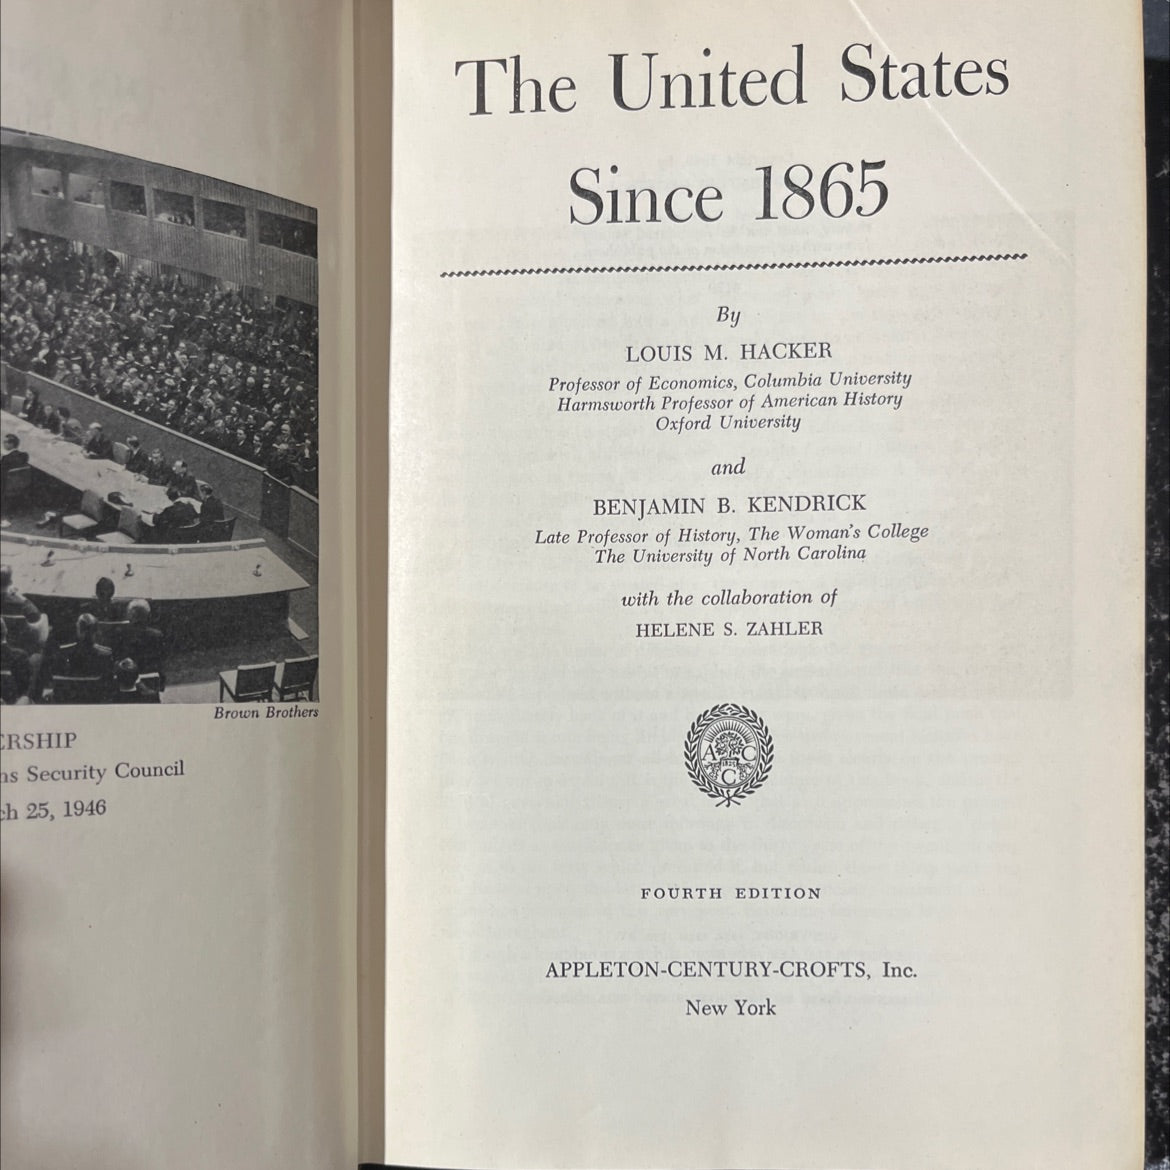 Brown Brothers
ERSHIP
ns Security Council
ch 25, 1946
The United States
Since 1865
By
LOUIS M. HACKER
Professor of Economics, Columbia University
Harmsworth Professor of American History
Oxford University
and
BENJAMIN B. KENDRICK
Late Professor of History, The Woman's College
The University of North Carolina
with the collaboration of
HELENE S. ZAHLER
A C
C
FOURTH EDITION
APPLETON-CENTURY-CROFTS, Inc.
New York